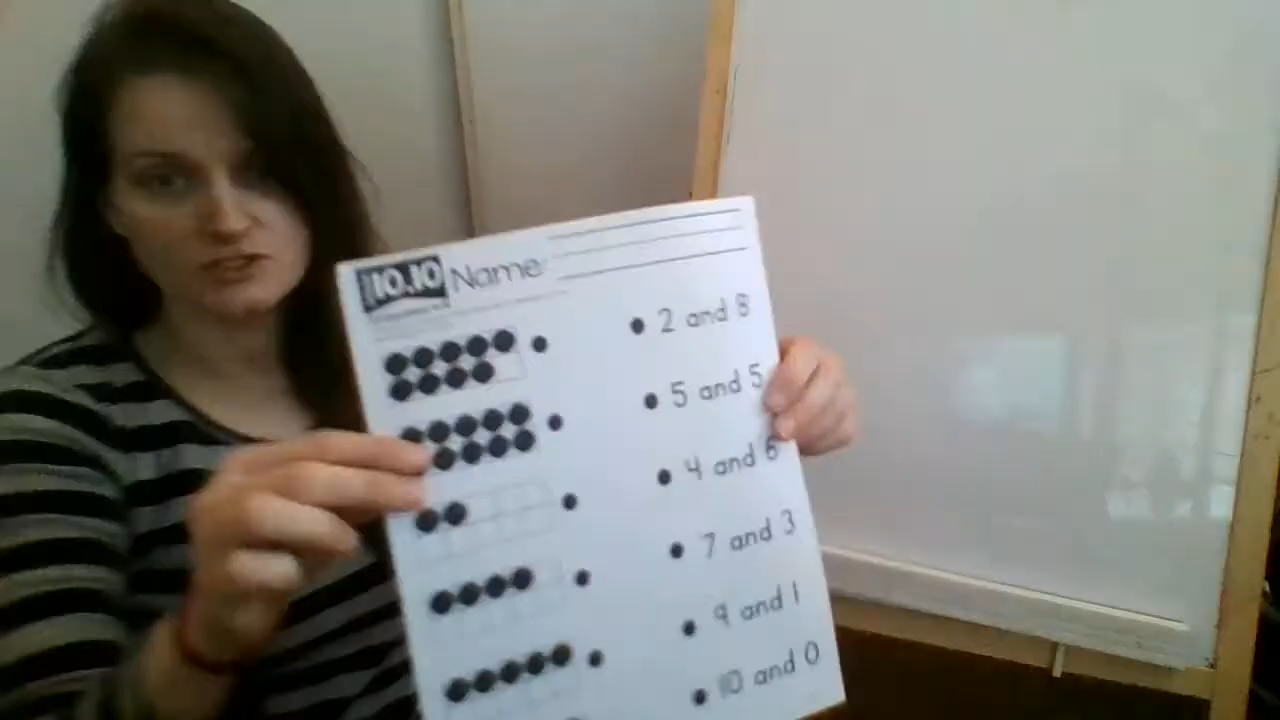 10.10 Name:
2 and 8
5 and 5
4 and 6
7 and 3
9 and 1
10 and 0